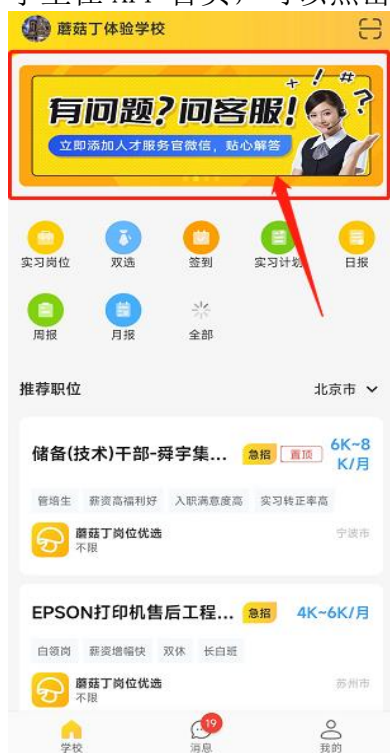 蘑菇丁体验学校
有问题?问客服!
立即添加人才服务官微信，贴心解答
实习岗位 双选 签到 实习计划 日报
周报 月报 全部
推荐职位 北京市
储备(技术)干部-舜宇集... 急招 置顶 6K~8
K/月
管培生 薪资高福利好 入职满意度高 实习转正率高
蘑菇丁岗位优选 宁波市
不限
EPSON打印机售后工程... 急招 4K~6K/月
白领岗 薪资增幅快 双休 长白班
蘑菇丁岗位优选 苏州市
不限
19
学校 消息 我的